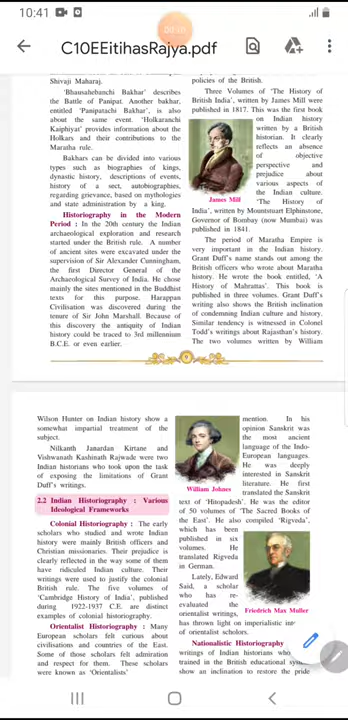 10:41
00:10
C10EEitihasRajya.pdf
Shivaji Maharaj.
'Bhausahebanchi Bakhar' describes
the Battle of Panipat. Another bakhar,
entitled 'Panipatachi Bakhar', is also
about the same event. 'Holkaranchi
Kaiphiyat' provides information about the
Holkars and their contributions to the
Maratha rule.
Bakhars can be divided into various
types such as biographies of kings,
dynastic history, descriptions of events,
history of a sect, autobiographies,
regarding grievance, based on mythologies
and state administration by a king.
Historiography in the Modern
Period : In the 20th century the Indian
archaeological exploration and research
started under the British rule. A number
of ancient sites were excavated under the
supervision of Sir Alexander Cunningham,
the first Director General of the
Archaeological Survey of India. He chose
mainly the sites mentioned in the Buddhist
texts for this purpose. Harappan
Civilisation was discovered during the
tenure of Sir John Marshall. Because of
this discovery the antiquity of Indian
history could be traced to 3rd millennium
B.C.E. or even earlier.
policies of the British.
Three Volumes of 'The History of
British India', written by James Mill were
published in 1817. This was the first book
on Indian history
written by a British
historian. It clearly
reflects an absence
of objective
perspective and
prejudice about
various aspects of
the Indian culture.
James Mill
'The History of
India', written by Mountstuart Elphinstone,
Governor of Bombay (now Mumbai) was
published in 1841.
The period of Maratha Empire is
very important in the Indian history.
Grant Duff's name stands out among the
British officers who wrote about Maratha
history. He wrote the book entitled, 'A
History of Mahrattas'. This book is
published in three volumes. Grant Duff's
writing also shows the British inclination
of condemning Indian culture and history.
Similar tendency is witnessed in Colonel
Todd's writings about Rajasthan's history.
The two volumes written by William
9
Wilson Hunter on Indian history show a
somewhat impartial treatment of the
subject.
Nilkanth Janardan Kirtane and
Vishwanath Kashinath Rajwade were two
Indian historians who took upon the task
of exposing the limitations of Grant
Duff's writings.
2.2 Indian Historiography : Various
Ideological Frameworks
Colonial Historiography : The early
scholars who studied and wrote Indian
history were mainly British officers and
Christian missionaries. Their prejudice is
clearly reflected in the way some of them
have ridiculed Indian culture. Their
writings were used to justify the colonial
British rule. The five volumes of
'Cambridge History of India', published
during 1922-1937 C.E. are distinct
examples of colonial historiography.
Orientalist Historiography : Many
European scholars felt curious about
civilisations and countries of the East.
Some of those scholars felt admiration
and respect for them. These scholars
were known as 'Orientalists'
mention. In his
opinion Sanskrit was
the most ancient
language of the Indo-
European languages.
He was deeply
interested in Sanskrit
literature. He first
William Johnes
translated the Sanskrit
text of 'Hitopadesh'. He was the editor
of 50 volumes of 'The Sacred Books of
the East'. He also compiled 'Rigveda',
which has been
published in six
volumes. He
translated Rigveda
in German.
Lately, Edward
Said, a scholar
who has re-
evaluated the
Friedrich Max Muller
orientalist writings,
has thrown light on imperialistic
of orientalist scholars.
Nationalistic Historiography
writings of Indian historians who
trained in the British educational
show an inclination to restore the pride